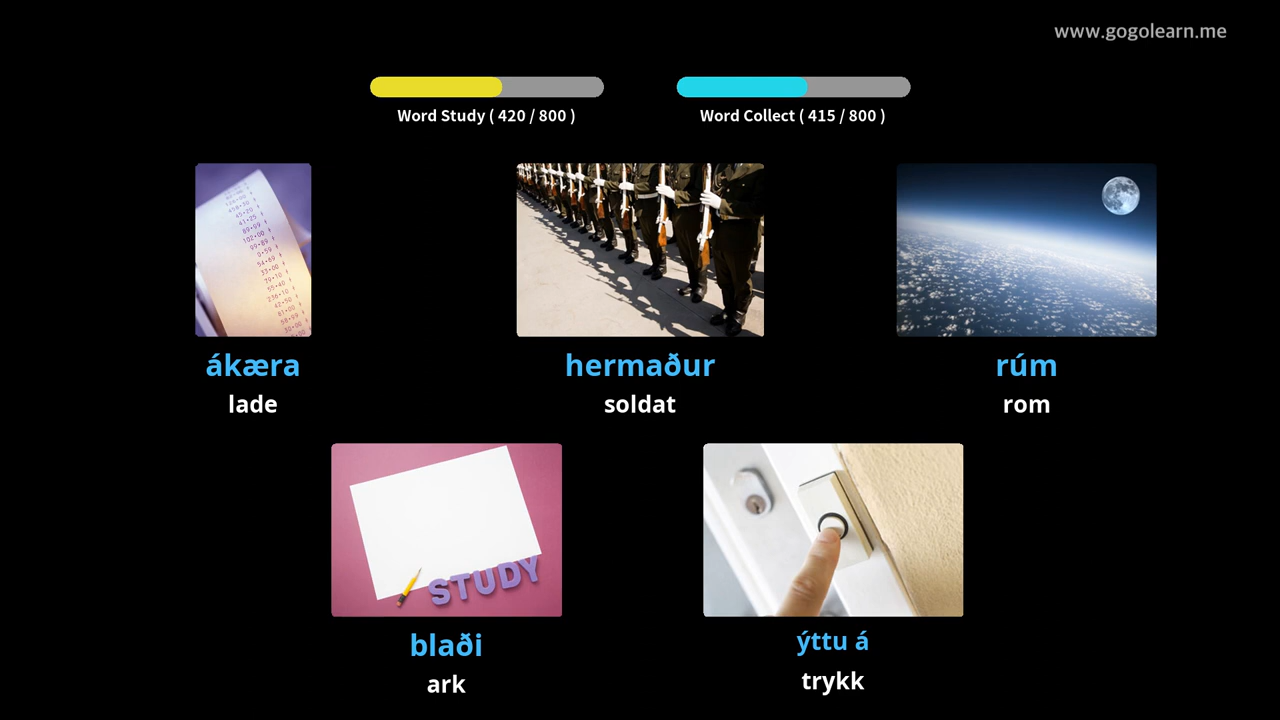 www.gogolearn.me
Word Study ( 420 / 800 )
Word Collect ( 415 / 800 )
ákæra
lade
hermaður
soldat
rúm
rom
STUDY
blaði
ark
ýttu á
trykk